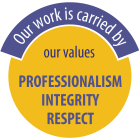 Our work is carried by
our values
PROFESSIONALISM
INTEGRITY
RESPECT